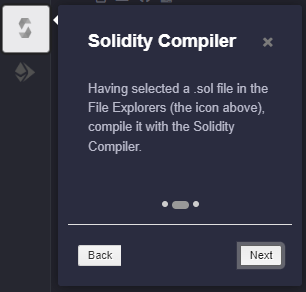 Solidity Compiler
Having selected a .sol file in the
File Explorers (the icon above),
compile it with the Solidity
Compiler.
Back
Next